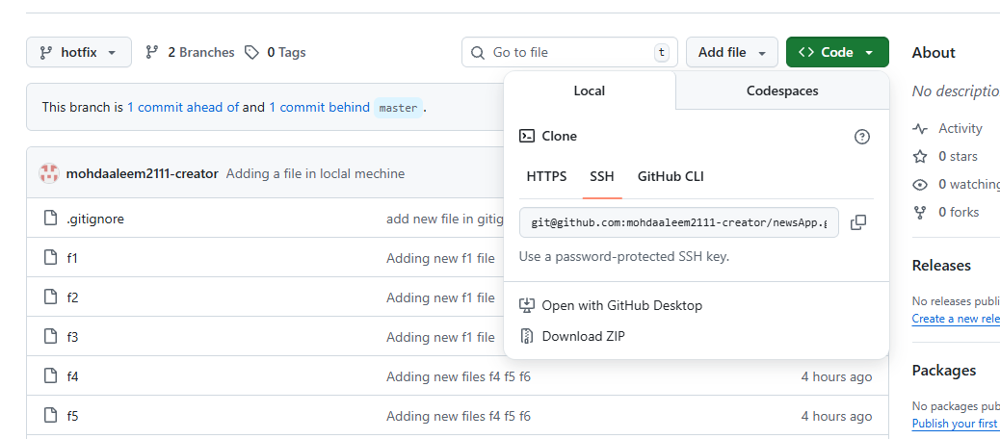 hotfix
2 Branches
0 Tags
Go to file
t
Add file
Code
About
This branch is 1 commit ahead of and 1 commit behind master .
Local
Codespaces
No descriptio
Clone
Activity
0 stars
0 watching
0 forks
HTTPS
SSH
GitHub CLI
git@github.com:mohdaaleem2111-creator/newsApp.g
Use a password-protected SSH key.
Open with GitHub Desktop
Download ZIP
mohdaaleem2111-creator Adding a file in loclal mechine
.gitignore add new file in gitig
f1 Adding new f1 file
f2 Adding new f1 file
f3 Adding new f1 file
f4 Adding new files f4 f5 f6 4 hours ago
f5 Adding new files f4 f5 f6 4 hours ago
Releases
No releases publi
Create a new rele
Packages
No packages pub
Publish your first